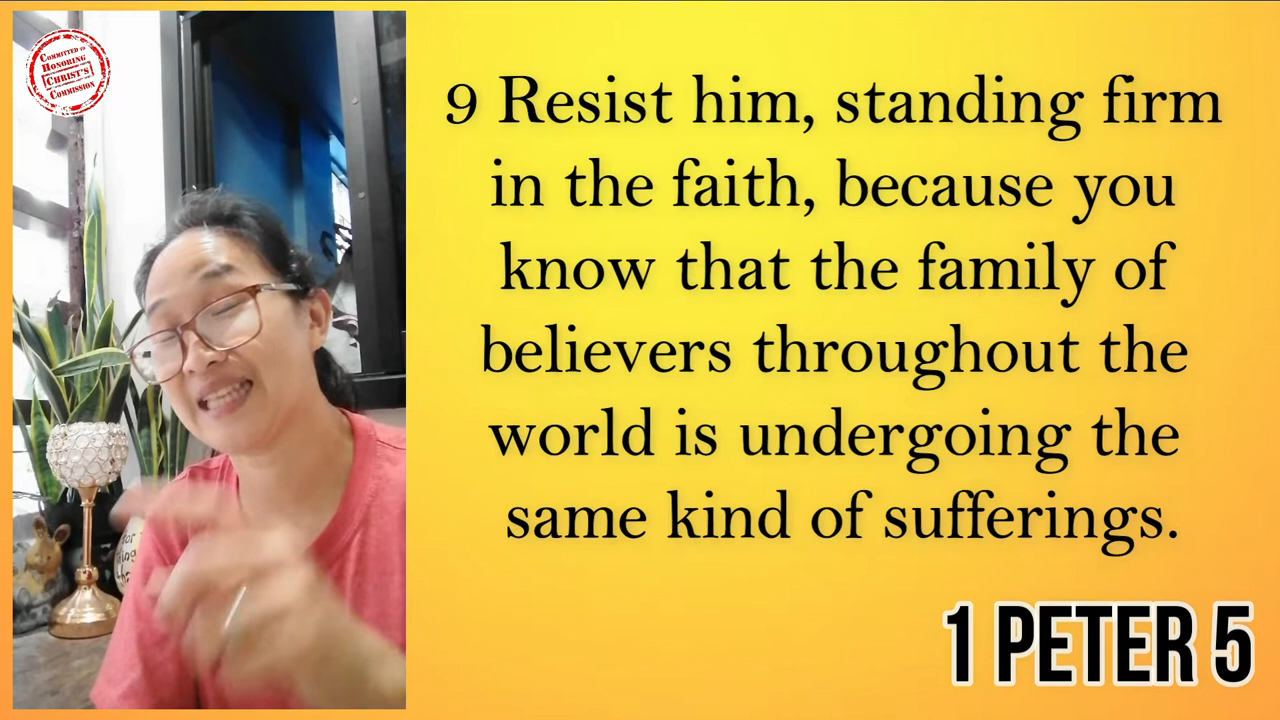 COMMITTED TO
HONORING
CHRIST'S
COMMISSION
9 Resist him, standing firm
in the faith, because you
know that the family of
believers throughout the
world is undergoing the
same kind of sufferings.
1 PETER 5